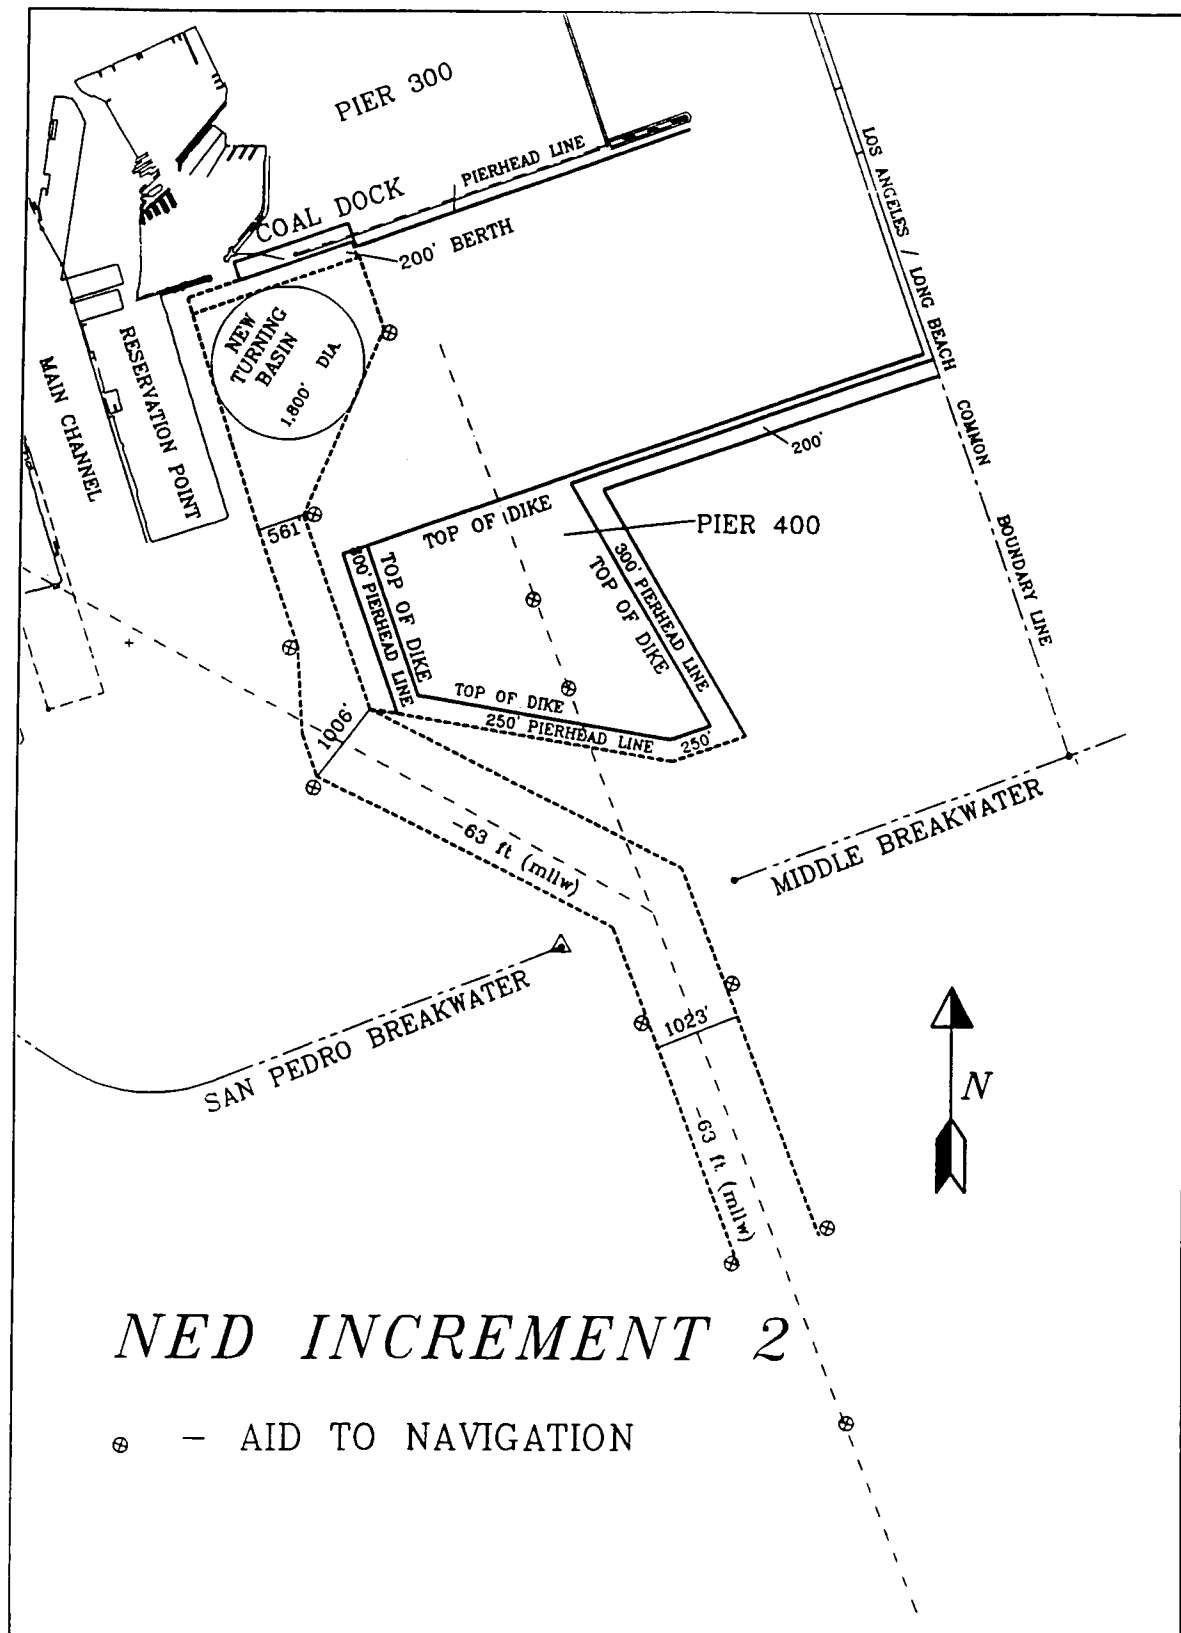 PIER 300
PIERHEAD LINE
LOS ANGELES / LONG BEACH
COAL DOCK
200' BERTH
NEW
TURNING
BASIN
1,800' DIA.
MAIN CHANNEL
RESERVATION POINT
COMMON
BOUNDARY LINE
200'
561'
TOP OF DIKE
PIER 400
400' PIERHEAD LINE
TOP OF DIKE
300' PIERHEAD LINE
TOP OF DIKE
TOP OF DIKE
250' PIERHEAD LINE
250'
1006'
-63 ft (mllw)
MIDDLE BREAKWATER
SAN PEDRO BREAKWATER
1023'
N
-63 ft. (mllw)
NED INCREMENT 2
- AID TO NAVIGATION